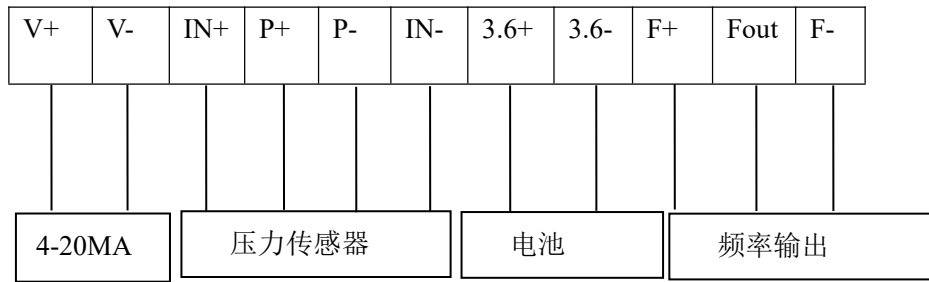 V+ V- IN+ P+ P- IN- 3.6+ 3.6- F+ Fout F-
4-20MA 压力传感器 电池 频率输出